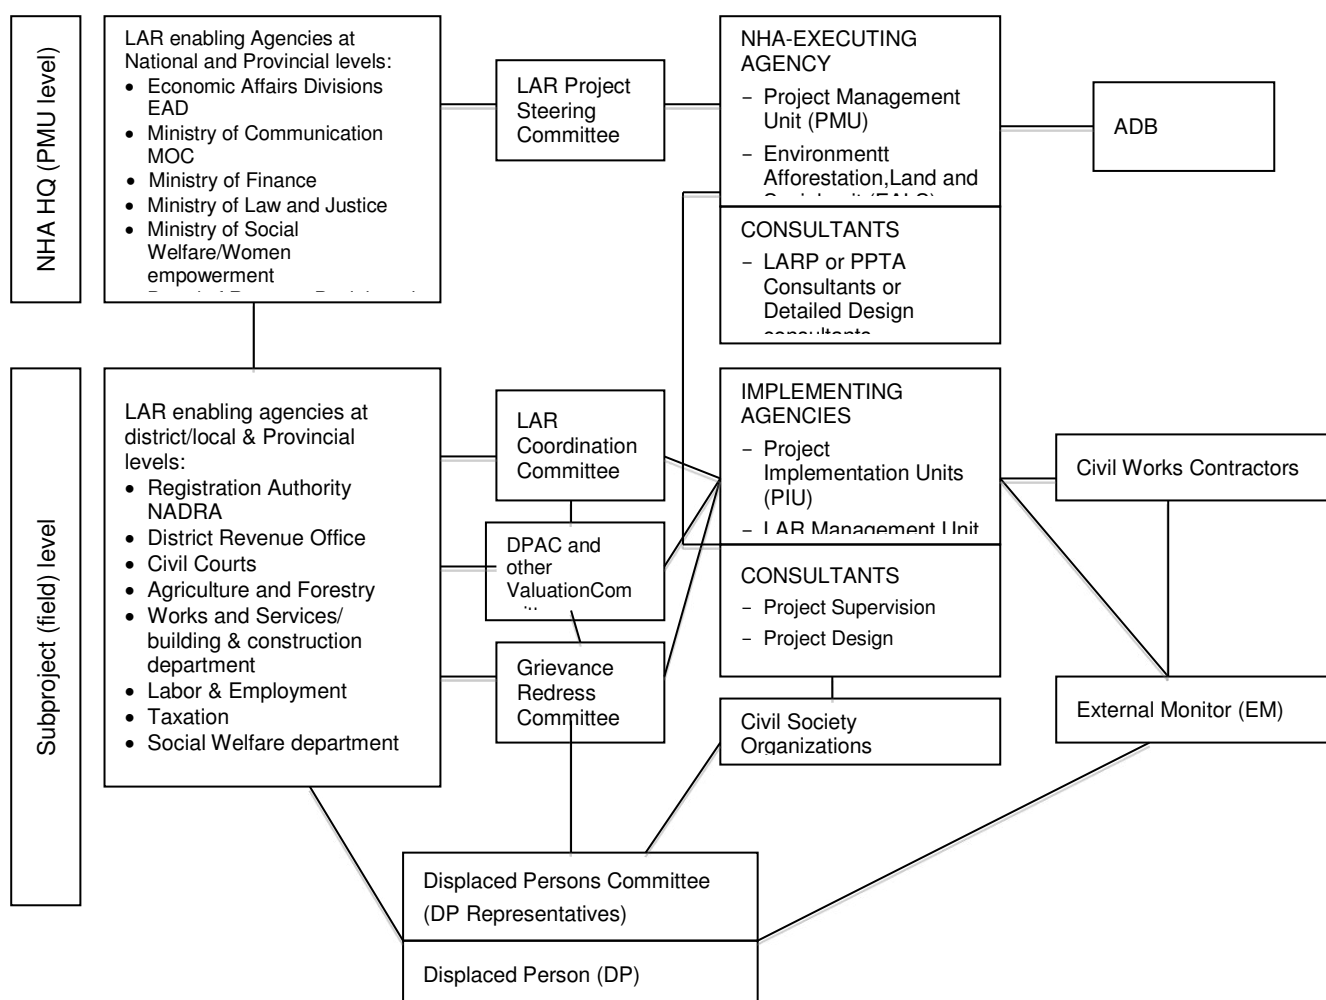 NHA HQ (PMU level)
LAR enabling Agencies at
National and Provincial levels:
• Economic Affairs Divisions
EAD
• Ministry of Communication
MOC
• Ministry of Finance
• Ministry of Law and Justice
• Ministry of Social
Welfare/Women
empowerment
LAR Project
Steering
Committee
NHA-EXECUTING
AGENCY
− Project Management
Unit (PMU)
− Environmentt
Afforestation,Land and
CONSULTANTS
− LARP or PPTA
Consultants or
Detailed Design
consultants
ADB
Subproject (field) level
LAR enabling agencies at
district/local & Provincial
levels:
• Registration Authority
NADRA
• District Revenue Office
• Civil Courts
• Agriculture and Forestry
• Works and Services/
building & construction
department
• Labor & Employment
• Taxation
• Social Welfare department
LAR
Coordination
Committee
DPAC and
other
ValuationCom
Grievance
Redress
Committee
IMPLEMENTING
AGENCIES
− Project
Implementation Units
(PIU)
− LAR Management Unit
CONSULTANTS
− Project Supervision
− Project Design
Civil Society
Organizations
Civil Works Contractors
External Monitor (EM)
Displaced Persons Committee
(DP Representatives)
Displaced Person (DP)